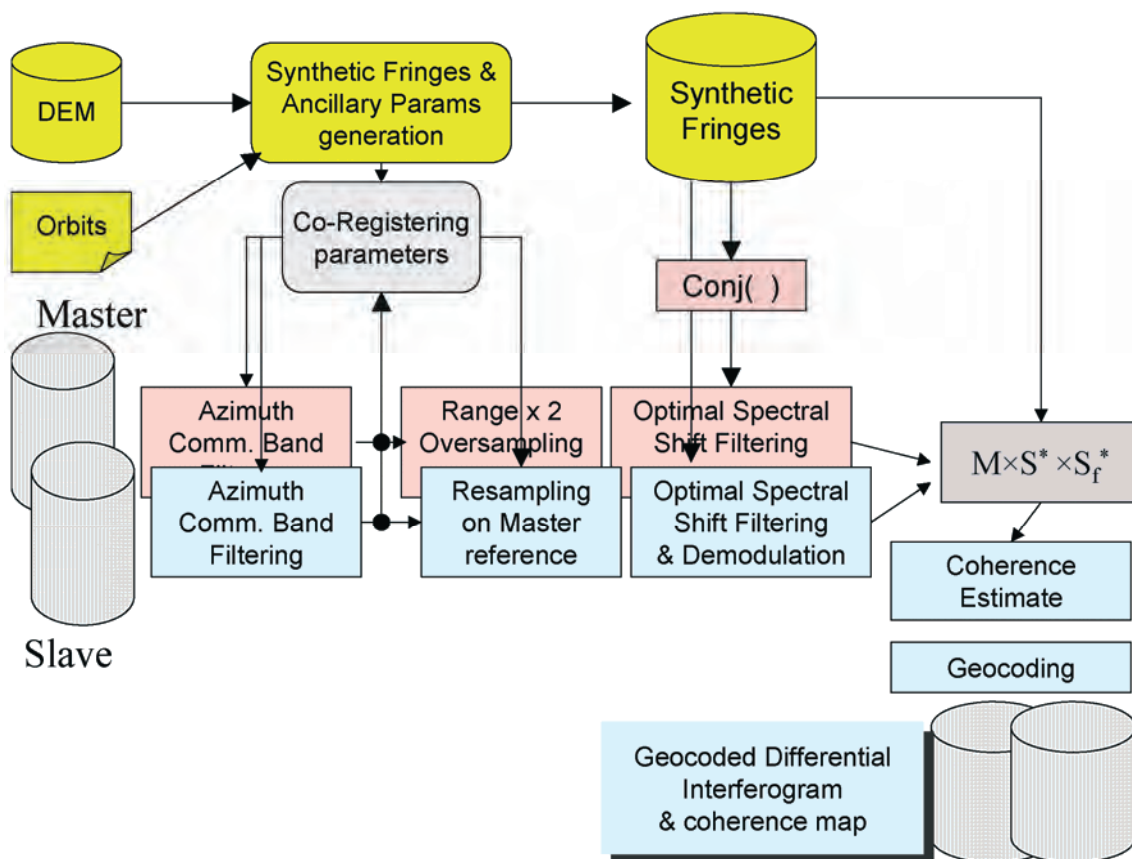 DEM
Synthetic Fringes &
Ancillary Params
generation
Synthetic
Fringes
Orbits
Co-Registering
parameters
Conj( )
Master
Azimuth
Comm. Band
Range x 2
Oversampling
Optimal Spectral
Shift Filtering
Azimuth
Comm. Band
Filtering
Resampling
on Master
reference
Optimal Spectral
Shift Filtering
& Demodulation
M×S* ×S_f*
Coherence
Estimate
Slave
Geocoding
Geocoded Differential
Interferogram
& coherence map